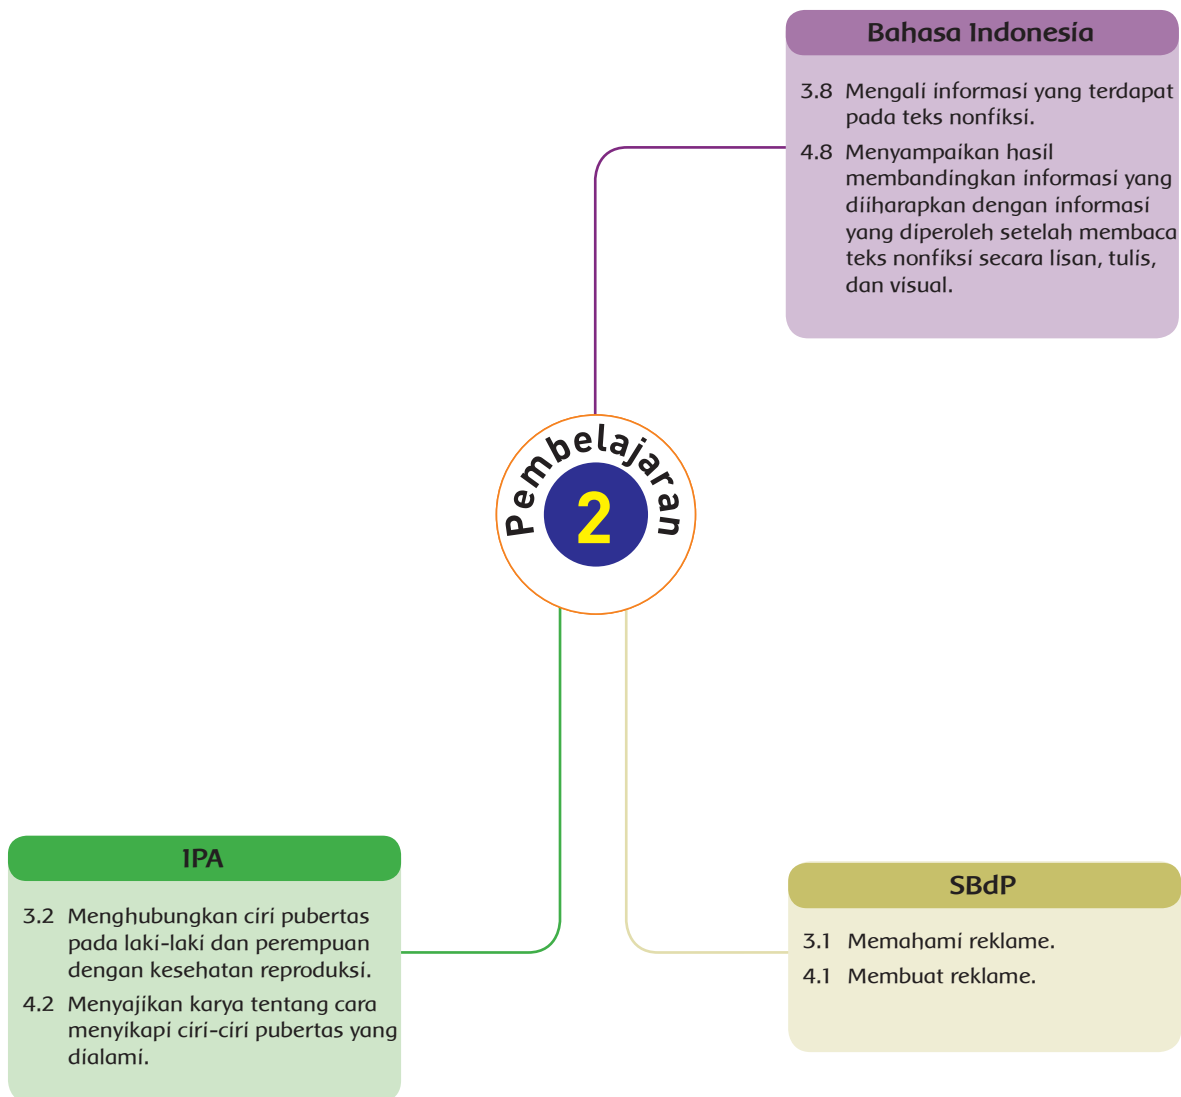 Bahasa Indonesia
3.8 Mengali informasi yang terdapat
pada teks nonfiksi.
4.8 Menyampaikan hasil
membandingkan informasi yang
diiharapkan dengan informasi
yang diperoleh setelah membaca
teks nonfiksi secara lisan, tulis,
dan visual.
Pembelajaran
2
IPA
3.2 Menghubungkan ciri pubertas
pada laki-laki dan perempuan
dengan kesehatan reproduksi.
4.2 Menyajikan karya tentang cara
menyikapi ciri-ciri pubertas yang
dialami.
SBdP
3.1 Memahami reklame.
4.1 Membuat reklame.